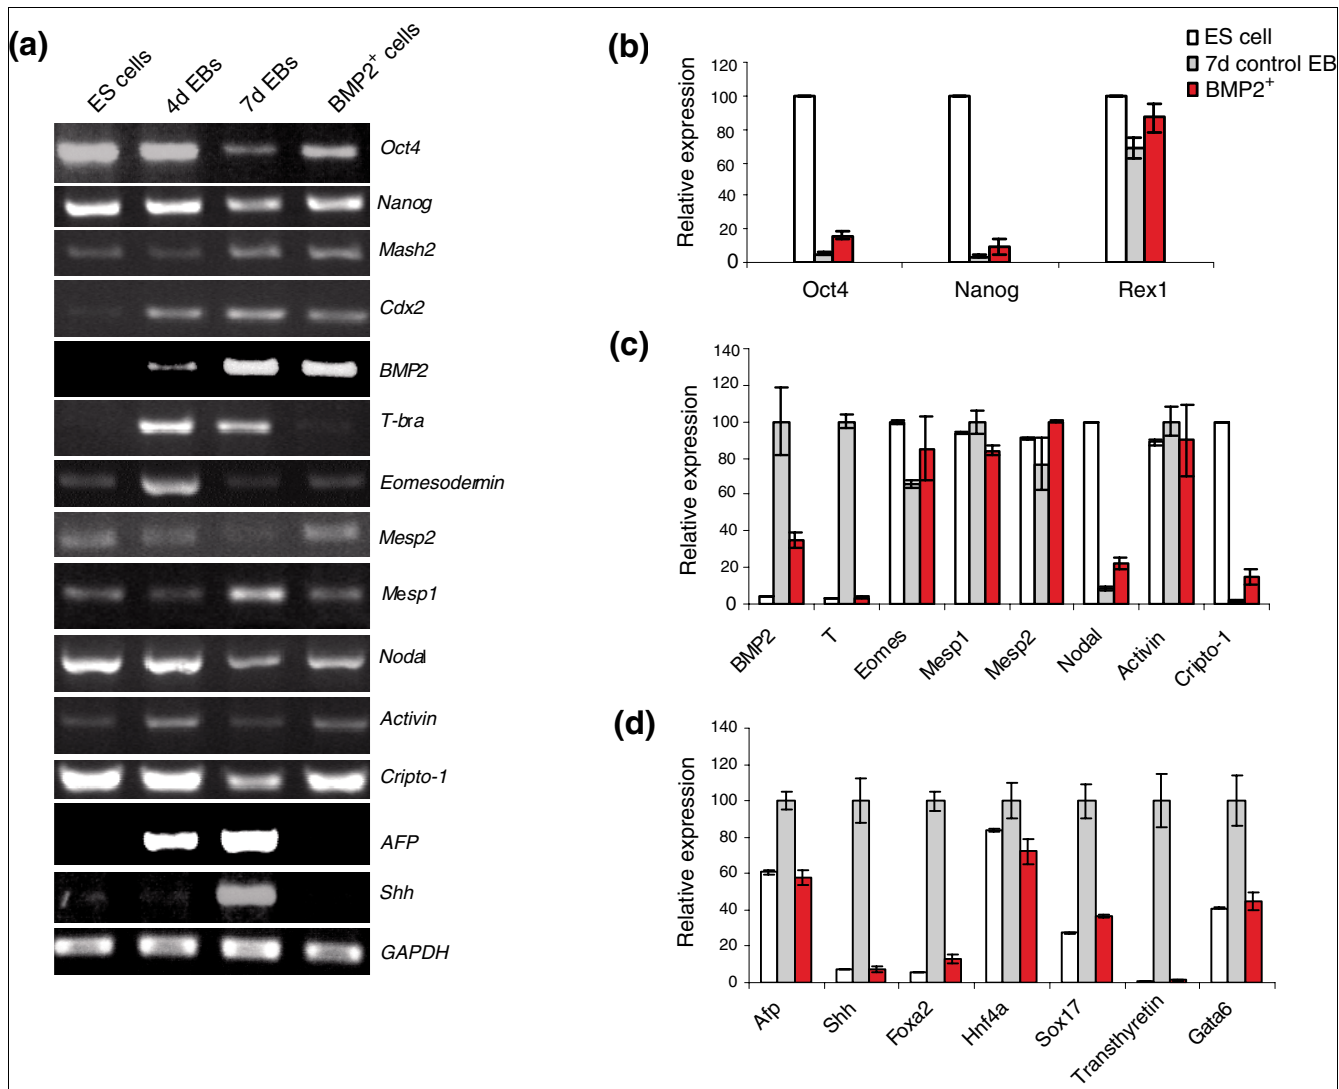 (a)
ES cells
4d EBs
7d EBs
BMP2+ cells
Oct4
Nanog
Mash2
Cdx2
BMP2
T-bra
Eomesodermin
Mesp2
Mesp1
Nodal
Activin
Cripto-1
AFP
Shh
GAPDH
(b)
ES cell
7d control EB
BMP2+
Relative expression
120
100
80
60
40
20
0
Oct4 Nanog Rex1
(c)
Relative expression
140
120
100
80
60
40
20
0
BMP2 T Eomes Mesp1 Mesp2 Nodal Activin Cripto-1
(d)
Relative expression
140
120
100
80
60
40
20
0
Afp Shh Foxa2 Hnf4a Sox17 Transthyretin Gata6